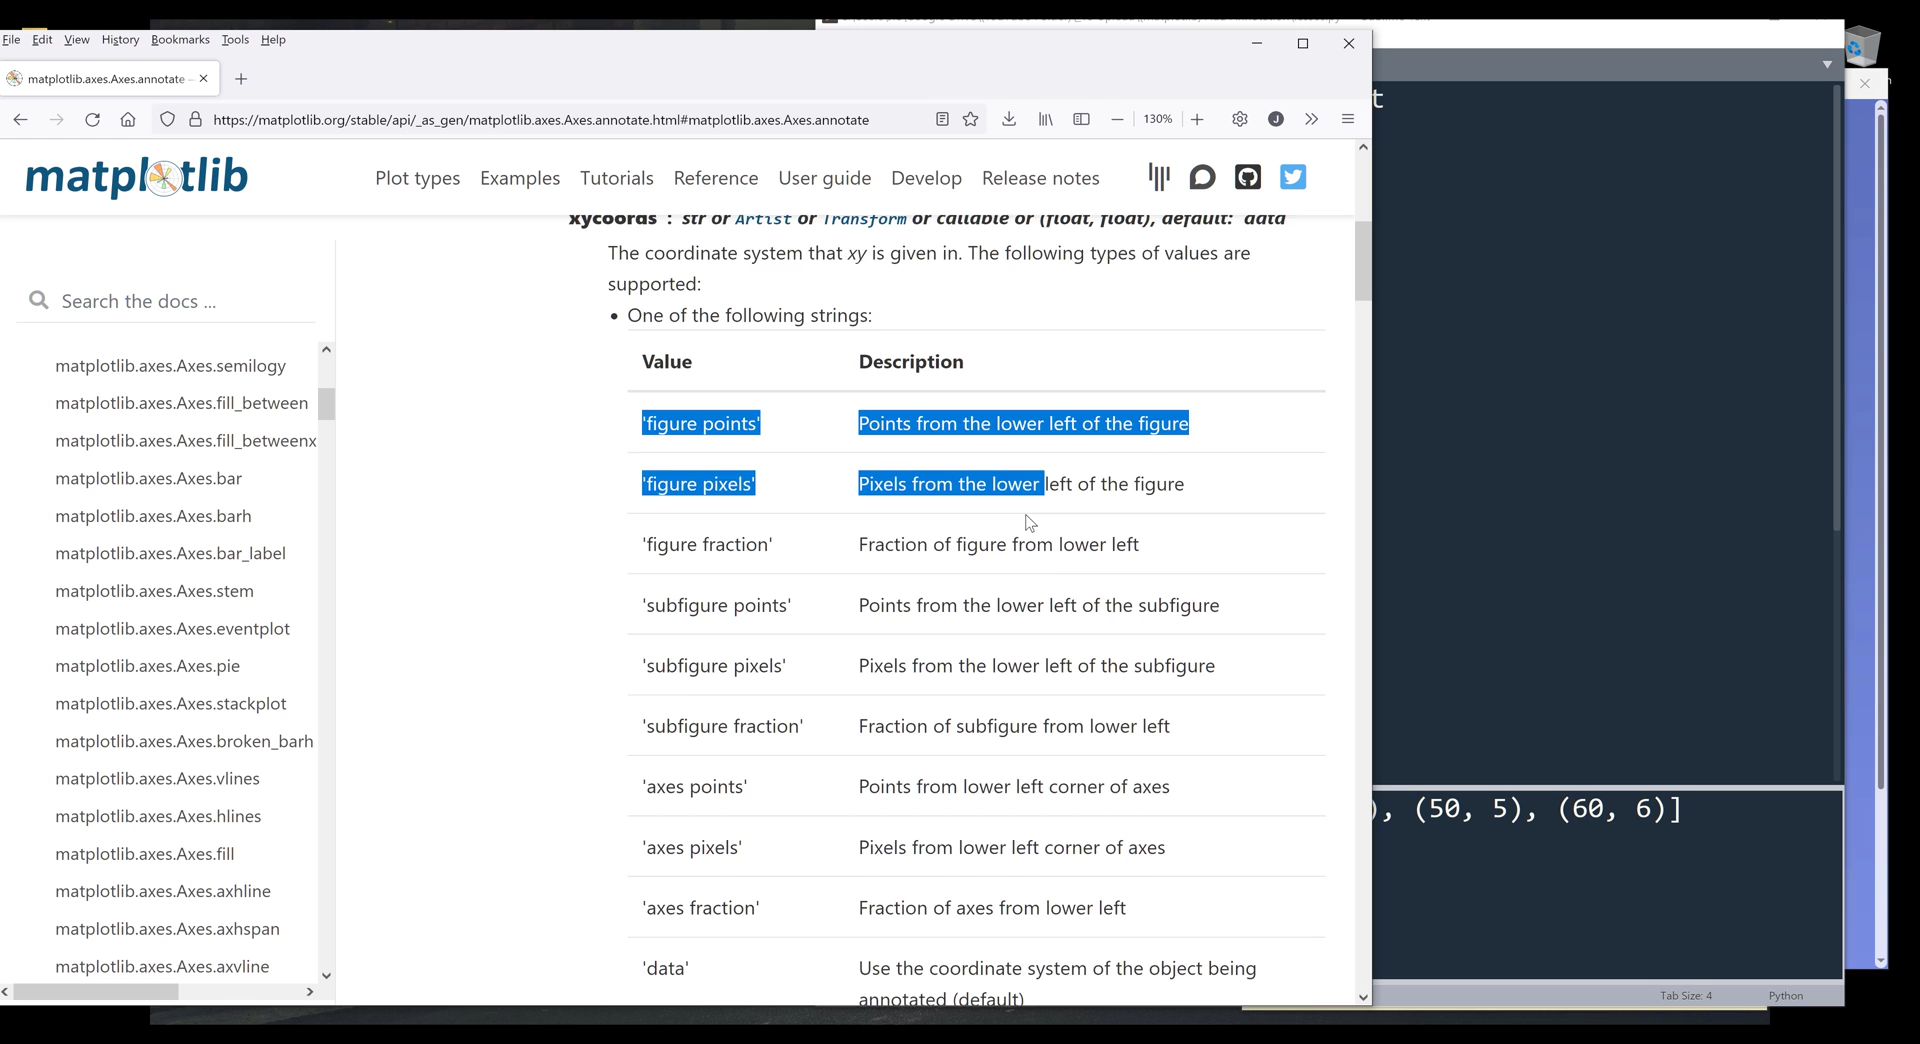 File Edit View History Bookmarks Tools Help
matplotlib.axes.Axes.annotate
https://matplotlib.org/stable/api/_as_gen/matplotlib.axes.Axes.annotate.html#matplotlib.axes.Axes.annotate
130%
J
matplotlib
Plot types Examples Tutorials Reference User guide Develop Release notes
xycoords : str or Artist or Transform or callable or (float, float), default: 'data'
The coordinate system that xy is given in. The following types of values are
supported:
• One of the following strings:
Value Description
'figure points' Points from the lower left of the figure
'figure pixels' Pixels from the lower left of the figure
'figure fraction' Fraction of figure from lower left
'subfigure points' Points from the lower left of the subfigure
'subfigure pixels' Pixels from the lower left of the subfigure
'subfigure fraction' Fraction of subfigure from lower left
'axes points' Points from lower left corner of axes
'axes pixels' Pixels from lower left corner of axes
'axes fraction' Fraction of axes from lower left
'data' Use the coordinate system of the object being
annotated (default)
Search the docs ...
matplotlib.axes.Axes.semilogy
matplotlib.axes.Axes.fill_between
matplotlib.axes.Axes.fill_betweenx
matplotlib.axes.Axes.bar
matplotlib.axes.Axes.barh
matplotlib.axes.Axes.bar_label
matplotlib.axes.Axes.stem
matplotlib.axes.Axes.eventplot
matplotlib.axes.Axes.pie
matplotlib.axes.Axes.stackplot
matplotlib.axes.Axes.broken_barh
matplotlib.axes.Axes.vlines
matplotlib.axes.Axes.hlines
matplotlib.axes.Axes.fill
matplotlib.axes.Axes.axhline
matplotlib.axes.Axes.axhspan
matplotlib.axes.Axes.axvline
t
), (50, 5), (60, 6)]
Tab Size: 4 Python